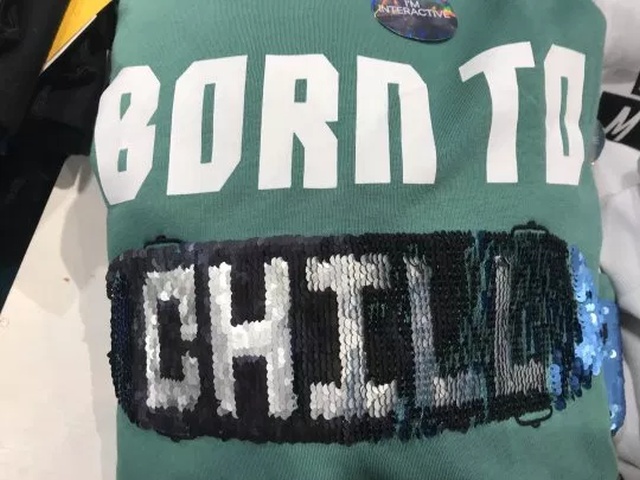 I'M
INTERACTIVE
BORN TO
CHILL
M